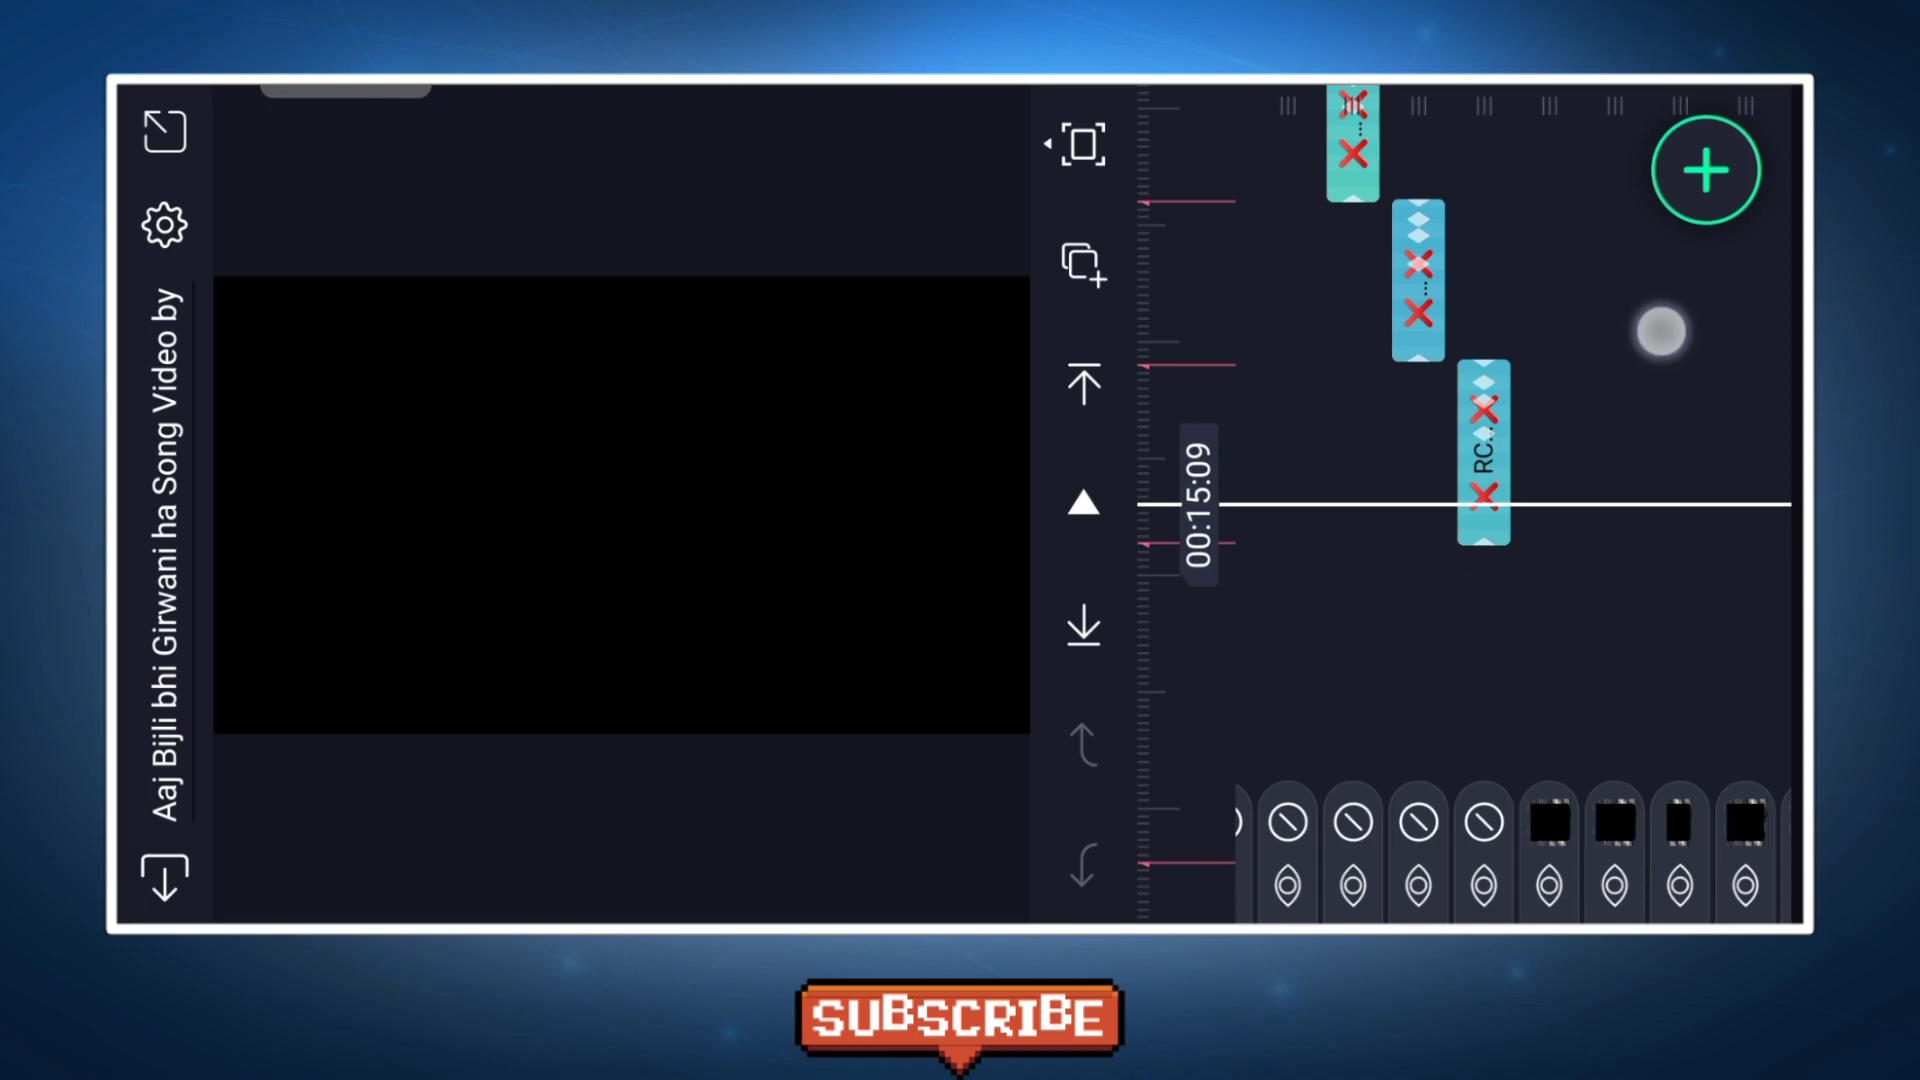 Aaj Bijli bhi Girwani ha Song Video by
00:15:09
❌...❌
❌...❌
❌ RC...❌
SUBSCRIBE